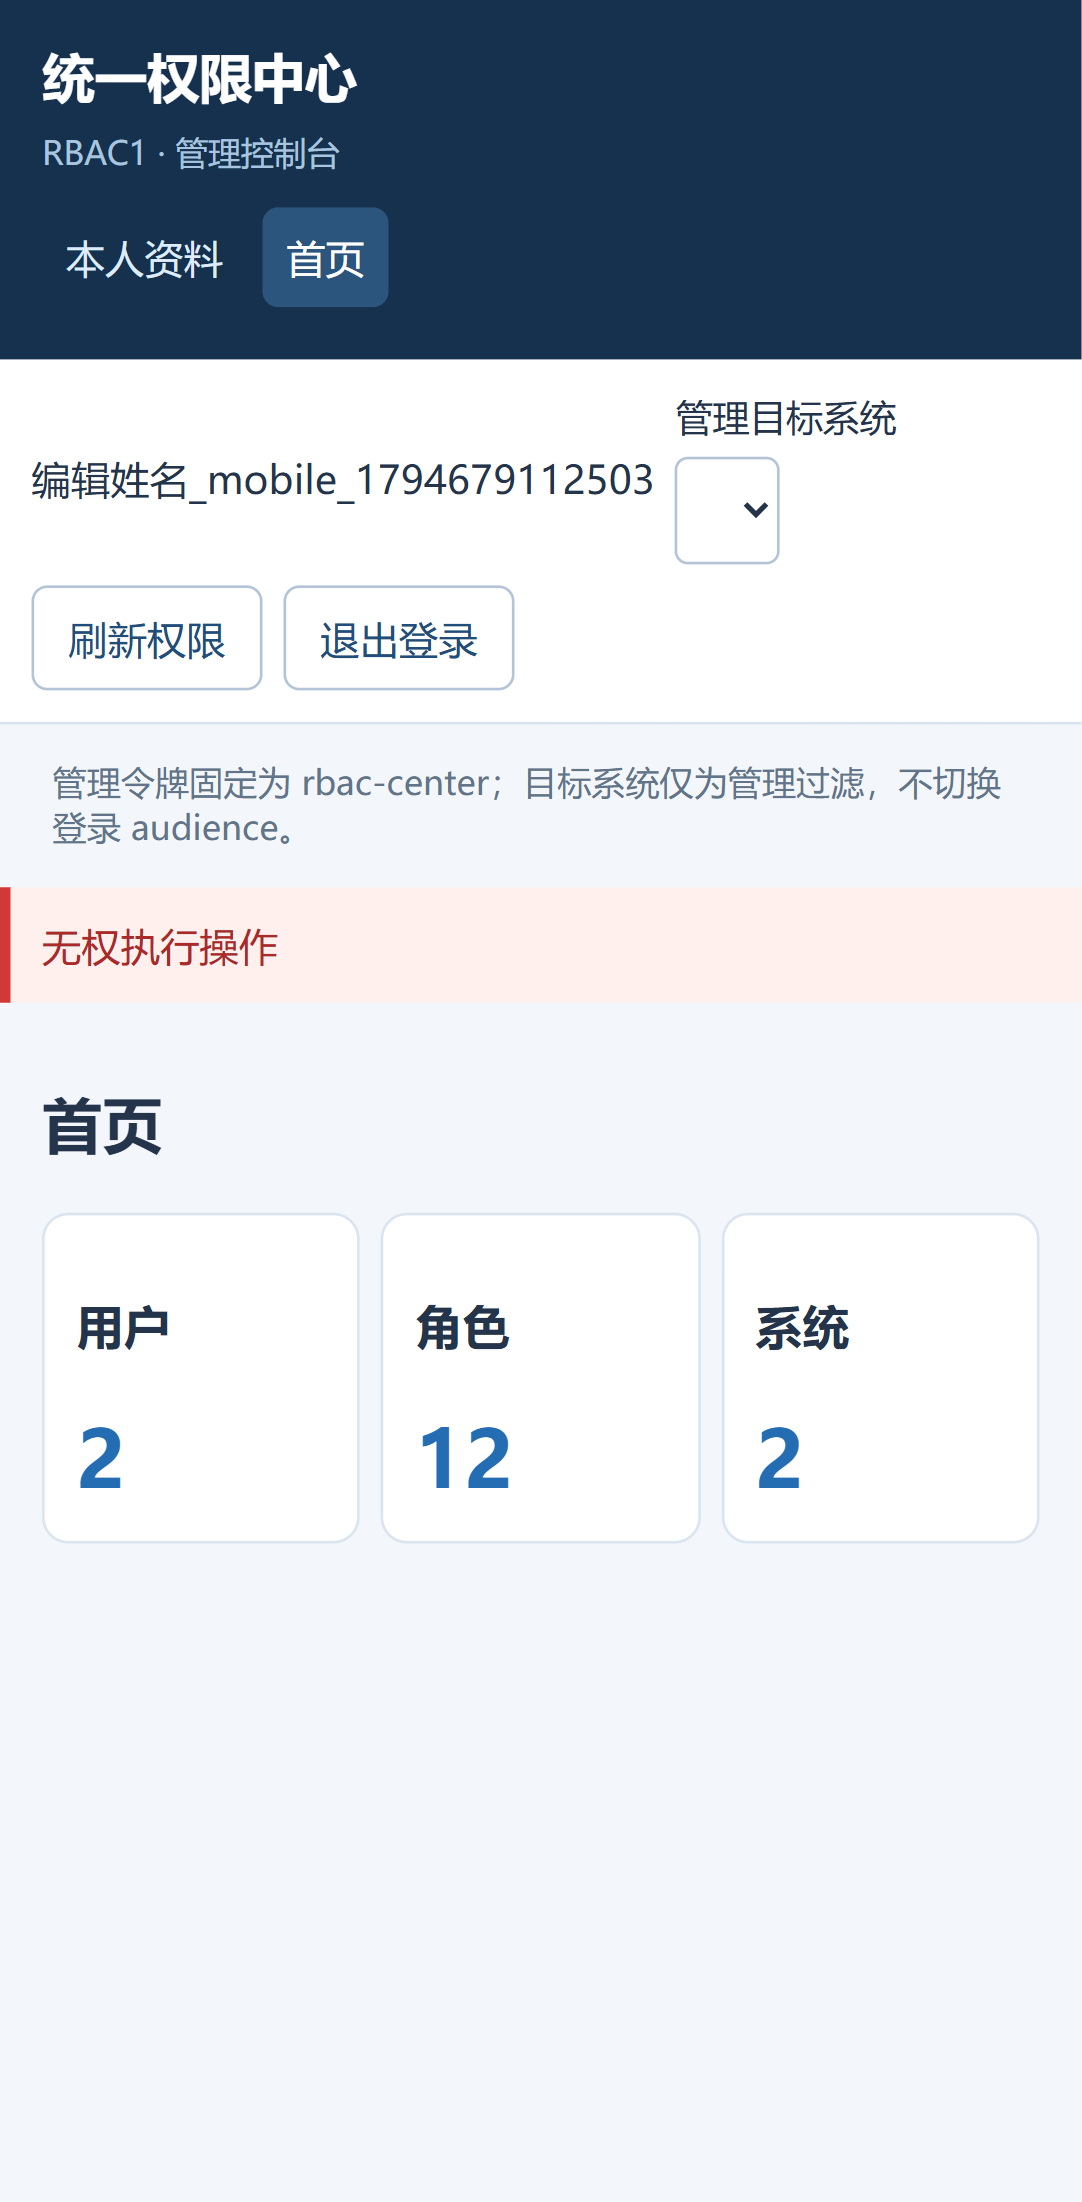 统一权限中心
RBAC1 · 管理控制台
本人资料
首页
管理目标系统
编辑姓名_mobile_1794679112503
刷新权限
退出登录
管理令牌固定为 rbac-center；目标系统仅为管理过滤，不切换
登录 audience。
无权执行操作
首页
用户
角色
系统
2
12
2